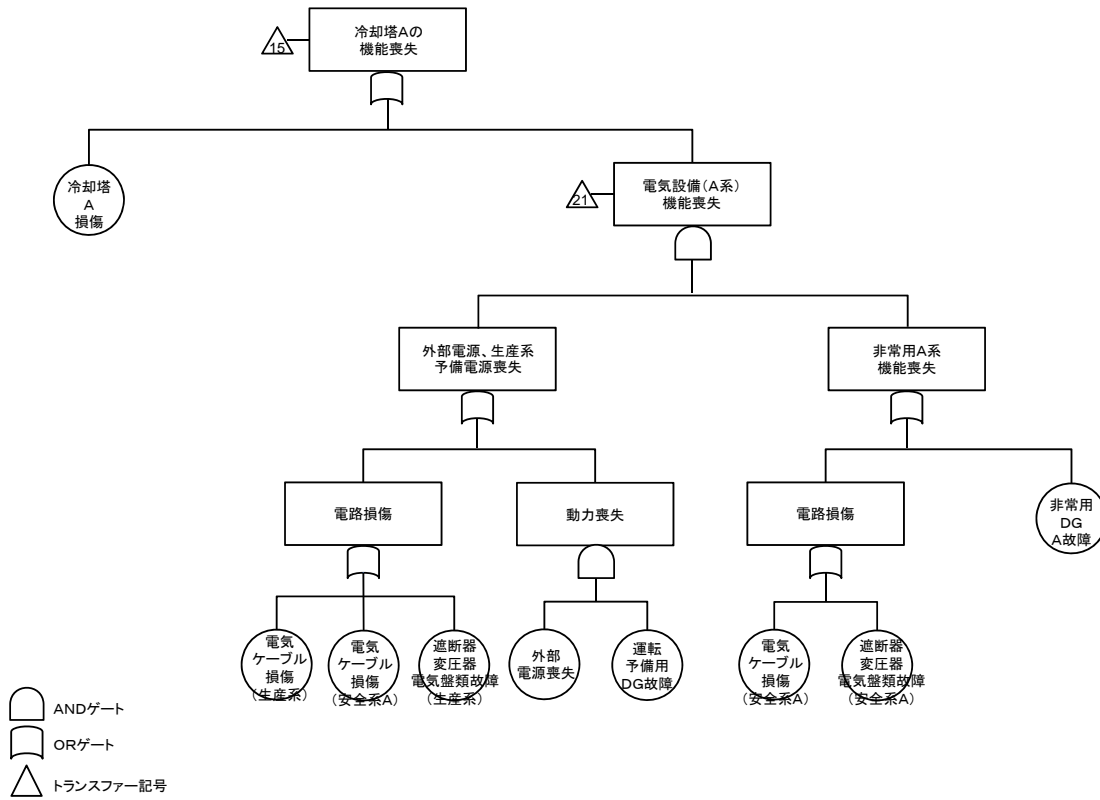 冷却塔Aの
機能喪失
15
冷却塔
A
損傷
電気設備(A系)
機能喪失
21
外部電源、生産系
予備電源喪失
非常用A系
機能喪失
電路損傷
動力喪失
電路損傷
非常用
DG
A故障
電気
ケーブル
損傷
(生産系)
電気
ケーブル
損傷
(安全系A)
遮断器
変圧器
電気盤類故障
(生産系)
外部
電源喪失
運転
予備用
DG故障
電気
ケーブル
損傷
(安全系A)
遮断器
変圧器
電気盤類故障
(安全系A)
ANDゲート
ORゲート
トランスファー記号